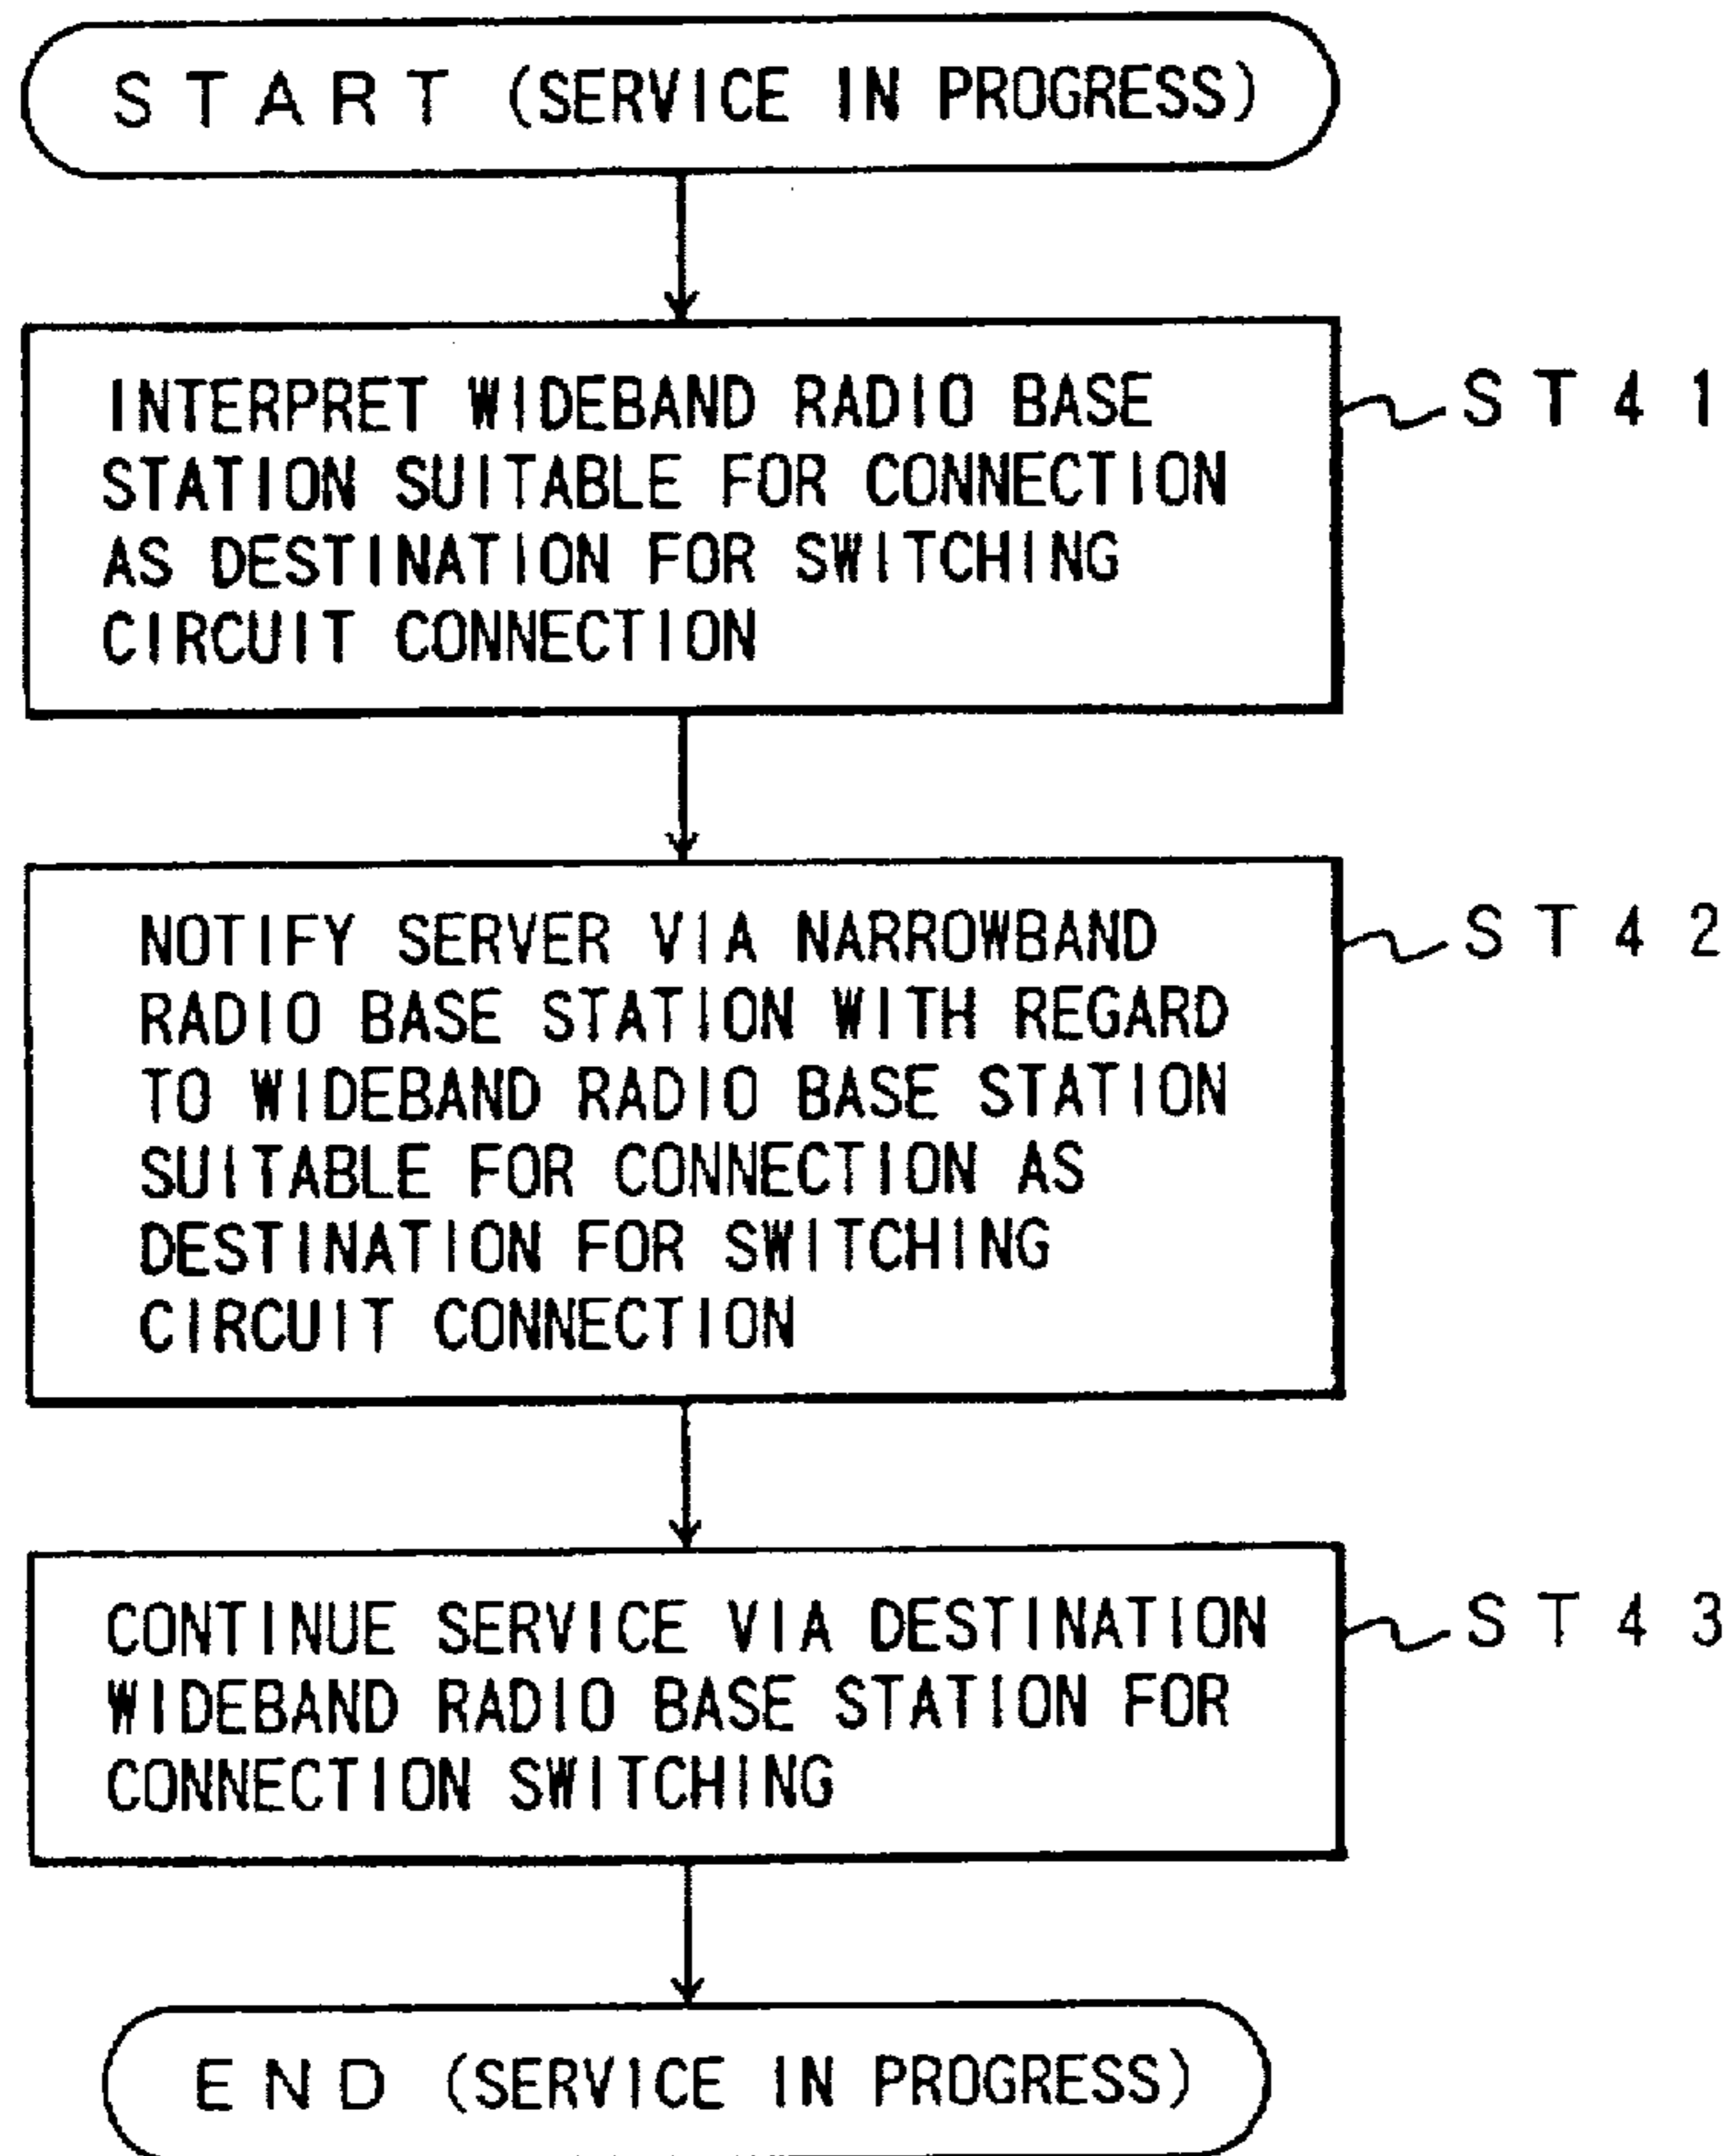 START (SERVICE IN PROGRESS)
INTERPRET WIDEBAND RADIO BASE
STATION SUITABLE FOR CONNECTION
AS DESTINATION FOR SWITCHING
CIRCUIT CONNECTION
ST41
NOTIFY SERVER VIA NARROWBAND
RADIO BASE STATION WITH REGARD
TO WIDEBAND RADIO BASE STATION
SUITABLE FOR CONNECTION AS
DESTINATION FOR SWITCHING
CIRCUIT CONNECTION
ST42
CONTINUE SERVICE VIA DESTINATION
WIDEBAND RADIO BASE STATION FOR
CONNECTION SWITCHING
ST43
END (SERVICE IN PROGRESS)